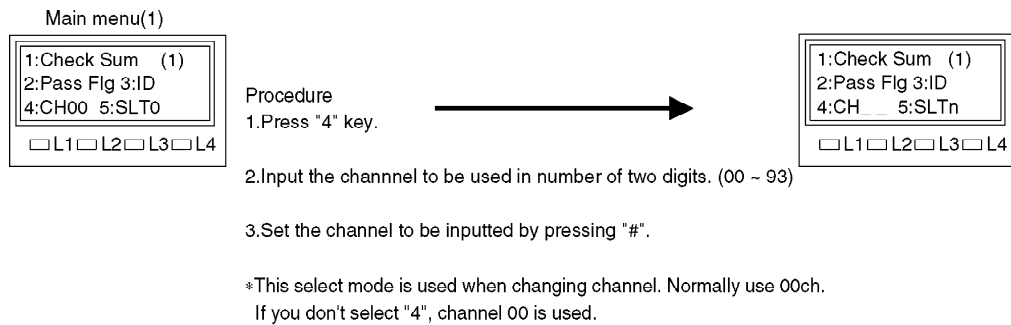 Main menu(1)
1:Check Sum (1)
2:Pass Flg 3:ID
4:CH00 5:SLT0
L1 L2 L3 L4
Procedure
1.Press "4" key.
2.Input the channnel to be used in number of two digits. (00 ~ 93)
3.Set the channel to be inputted by pressing "#".
*This select mode is used when changing channel. Normally use 00ch.
If you don't select "4", channel 00 is used.
1:Check Sum (1)
2:Pass Flg 3:ID
4:CH_ _ 5:SLTn
L1 L2 L3 L4